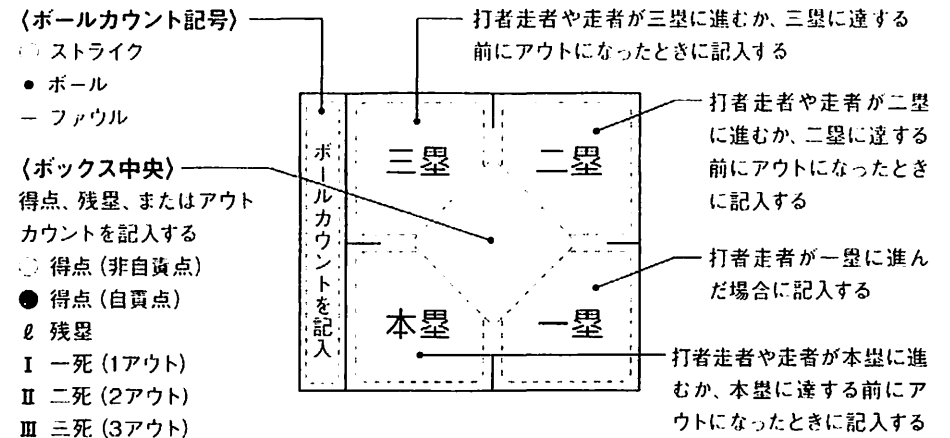 〈ボールカウント記号〉
○ ストライク
● ボール
− ファウル
〈ボックス中央〉
得点、残塁、またはアウト
カウントを記入する
○ 得点(非自責点)
● 得点(自責点)
ℓ 残塁
Ⅰ 一死(1アウト)
Ⅱ 二死(2アウト)
Ⅲ 三死(3アウト)
ボールカウントを記入
三塁
二塁
本塁
一塁
打者走者や走者が三塁に進むか、三塁に達する
前にアウトになったときに記入する
打者走者や走者が二塁
に進むか、二塁に達する
前にアウトになったとき
に記入する
打者走者が一塁に進ん
だ場合に記入する
打者走者や走者が本塁に進
むか、本塁に達する前にア
ウトになったときに記入する